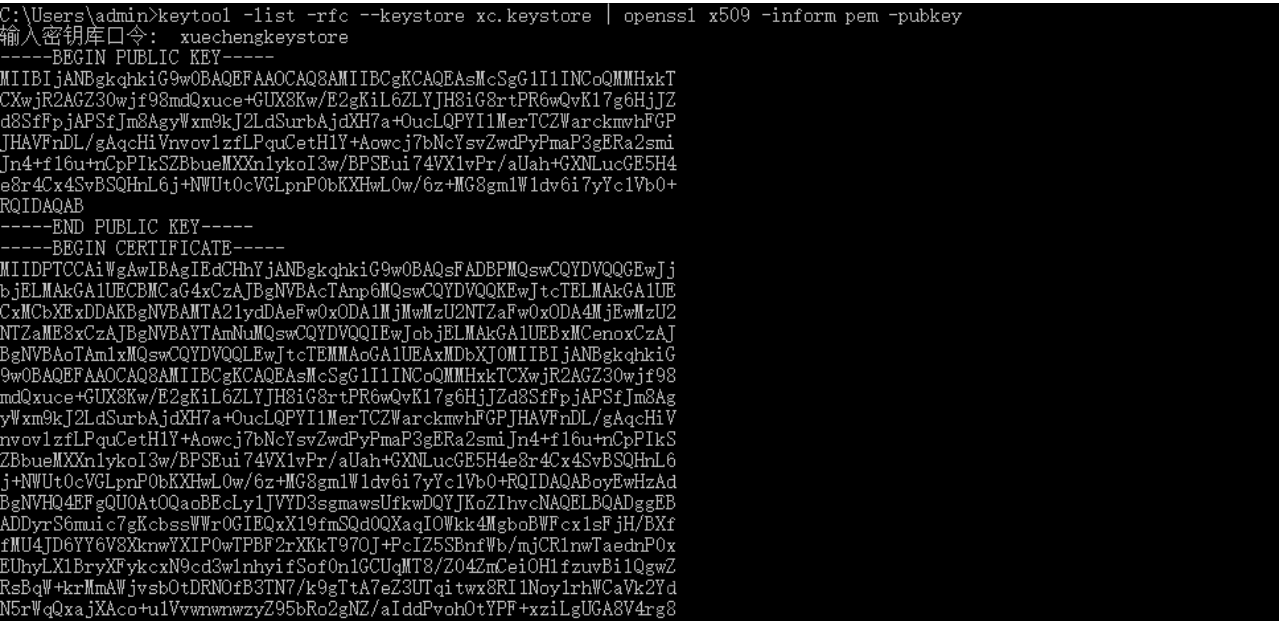 C:\Users\admin>keytool -list -rfc --keystore xc.keystore | openssl x509 -inform pem -pubkey
输入密钥库口令:  xuechengkeystore
-----BEGIN PUBLIC KEY-----
MIIBIjANBgkqhkiG9w0BAQEFAAOCAQ8AMIIBCgKCAQEAsMcSgG1I1INCoQMMHxkT
CXwjR2AGZ30wjf98mdQxuce+GUX8Kw/E2gKiL6ZLYJH8iG8rtPR6wQvK17g6HjJZ
d8SfFpjAPSfJm8AgyWxm9kJ2LdSurbAjdXH7a+OucLQPYI1MerTCZWarckmvhFGP
JHAVFnDL/gAqcHiVnvov1zfLPquCetH1Y+Aowcj7bNcYsvZwdPyPmaP3gERa2smi
Jn4+f16u+nCpPIkSZBbueMXXn1ykoI3w/BPSEui74VX1vPr/aUah+GXNLucGE5H4
e8r4Cx4SvBSQHnL6j+NWUt0cVGLpnP0bKXHwL0w/6z+MG8gm1W1dv6i7yYc1Vb0+
RQIDAQAB
-----END PUBLIC KEY-----
-----BEGIN CERTIFICATE-----
MIIDPTCCAiWgAwIBAgIEdCHhYjANBgkqhkiG9w0BAQsFADBPMQswCQYDVQQGEwJj
bjELMAkGA1UECBMCaG4xCzAJBgNVBAcTAnp6MQswCQYDVQQKEwJtcTELMAkGA1UE
CxMCbXExDDAKBgNVBAMTA21ydDAeFw0xODA1MjMwMzU2NTZaFw0xODA4MjEwMzU2
NTZaME8xCzAJBgNVBAYTAmNuMQswCQYDVQQIEwJobjELMAkGA1UEBxMCenoxCzAJ
BgNVBAoTAm1xMQswCQYDVQQLEwJtcTEMMAoGA1UEAxMDbXJ0MIIBIjANBgkqhkiG
9w0BAQEFAAOCAQ8AMIIBCgKCAQEAsMcSgG1I1INCoQMMHxkTCXwjR2AGZ30wjf98
mdQxuce+GUX8Kw/E2gKiL6ZLYJH8iG8rtPR6wQvK17g6HjJZd8SfFpjAPSfJm8Ag
yWxm9kJ2LdSurbAjdXH7a+OucLQPYI1MerTCZWarckmvhFGPJHAVFnDL/gAqcHiV
nvov1zfLPquCetH1Y+Aowcj7bNcYsvZwdPyPmaP3gERa2smiJn4+f16u+nCpPIkS
ZBbueMXXn1ykoI3w/BPSEui74VX1vPr/aUah+GXNLucGE5H4e8r4Cx4SvBSQHnL6
j+NWUt0cVGLpnP0bKXHwL0w/6z+MG8gm1W1dv6i7yYc1Vb0+RQIDAQABoyEwHzAd
BgNVHQ4EFgQU0AtOQaoBEcLy1JVYD3sgmawsUfkwDQYJKoZIhvcNAQELBQADggEB
ADDyrS6muic7gKcbssWWr0GIEQxX19fmSQd0QXaqIOWkk4MgboBWFcx1sFjH/BXf
fMU4JD6YY6V8XknwYXIP0wTPBF2rXKkT97OJ+PcIZ5SBnfWb/mjCR1nwTaednP0x
EUhyLX1BryXFykcxN9cd3w1nhyifSof0n1GCUqMT8/Z04ZmCeiOH1fzuvBi1QgwZ
RsBqW+krMmAWjvsbOtDRNOfB3TN7/k9gTtA7eZ3UTqitwx8RI1Noy1rhWCaVk2Yd
N5rWqQxajXAco+u1VvwnwnwzyZ95bRo2gNZ/aIddPvohOtYPF+xziLgUGA8V4rg8